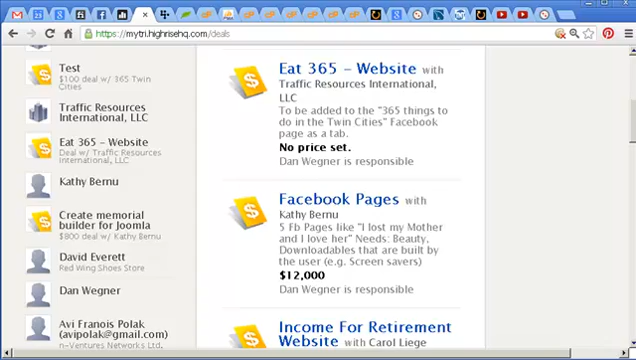 https://mytri.highrisehq.com/deals
Test
$100 deal w/ 365 Twin
Cities
Traffic Resources
International, LLC
Eat 365 – Website
Deal w/ Traffic Resources
International, LLC
Kathy Bernu
Create memorial
builder for Joomla
$800 deal w/ Kathy Bernu
David Everett
Red Wing Shoes Store
Dan Wegner
Avi Franois Polak
(avipolak@gmail.com)
n-Ventures Networks Ltd,
Eat 365 – Website with
Traffic Resources International,
LLC
To be added to the "365 things to
do in the Twin Cities" Facebook
page as a tab.
No price set.
Dan Wegner is responsible
Facebook Pages with
Kathy Bernu
5 Fb Pages like "I lost my Mother
and I love her" Needs: Beauty,
Downloadables that are built by
the user (e.g. Screen savers)
$12,000
Dan Wegner is responsible
Income For Retirement
Website with Carol Liege